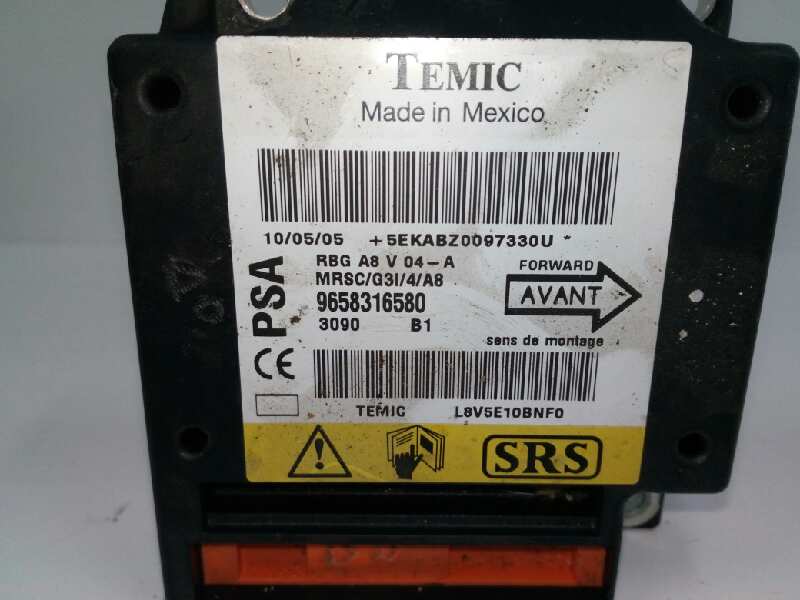 TEMIC
Made in Mexico
10/05/05 +5EKABZ0097330U *
PSA
RBG A8 V 04-A
MRSC/G3I/4/A8
9658316580
3090 B1
FORWARD
AVANT
sens de montage
CE
TEMIC L8V5E10BNF0
SRS